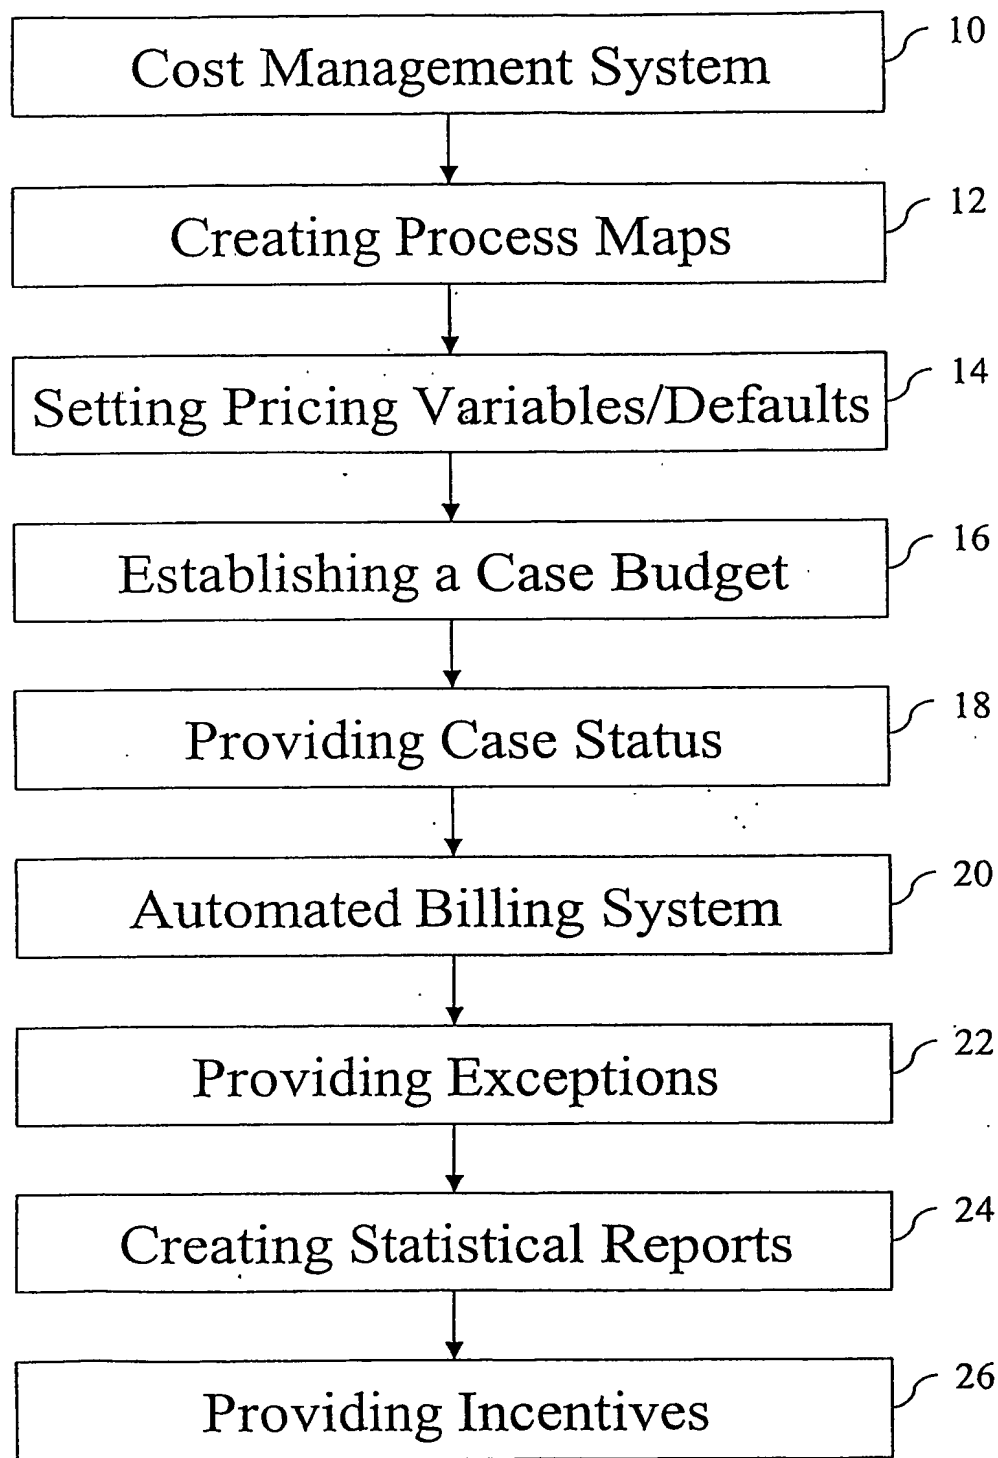 Cost Management System 10
Creating Process Maps 12
Setting Pricing Variables/Defaults 14
Establishing a Case Budget 16
Providing Case Status 18
Automated Billing System 20
Providing Exceptions 22
Creating Statistical Reports 24
Providing Incentives 26